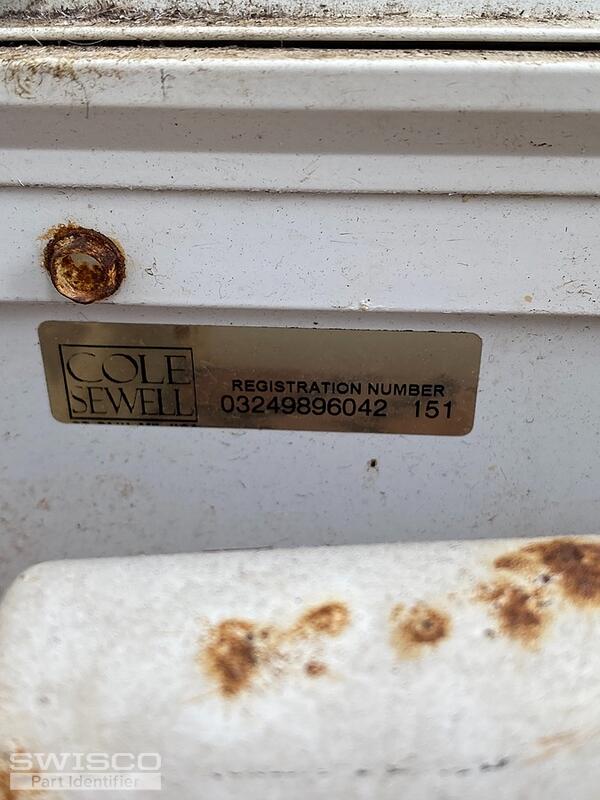 COLE
SEWELL
REGISTRATION NUMBER
03249896042 151
SWISCO
Part Identifier